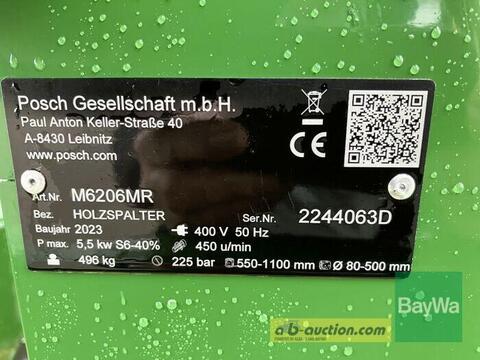 Posch Gesellschaft m.b.H.
Paul Anton Keller-Straße 40
A-8430 Leibnitz
www.posch.com
CE
Art.Nr. M6206MR
Bez. HOLZSPALTER Ser.Nr. 2244063D
Baujahr 2023 400 V 50 Hz
P max. 5,5 kW S6-40% 450 u/min
496 kg 225 bar 550-1100 mm Ø 80-500 mm
BayWa
ab-auction.com